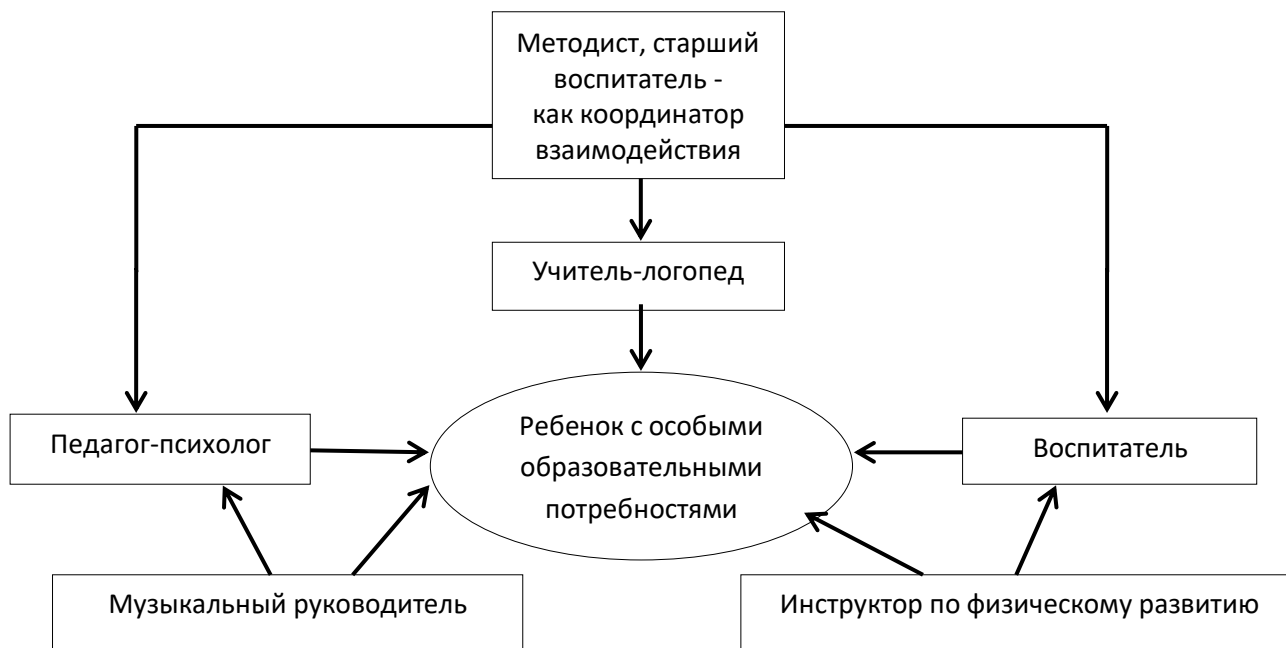 Методист, старший
воспитатель -
как координатор
взаимодействия
Учитель-логопед
Педагог-психолог
Ребенок с особыми
образовательными
потребностями
Воспитатель
Музыкальный руководитель
Инструктор по физическому развитию